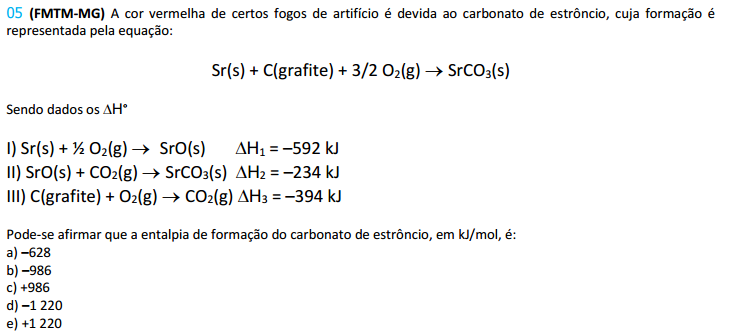 05 (FMTM-MG) A cor vermelha de certos fogos de artifício é devida ao carbonato de estrôncio, cuja formação é
representada pela equação:
Sr(s) + C(grafite) + 3/2 O₂(g) → SrCO₃(s)
Sendo dados os ΔH°
I) Sr(s) + ½ O₂(g) → SrO(s) ΔH₁ = –592 kJ
II) SrO(s) + CO₂(g) → SrCO₃(s) ΔH₂ = –234 kJ
III) C(grafite) + O₂(g) → CO₂(g) ΔH₃ = –394 kJ
Pode-se afirmar que a entalpia de formação do carbonato de estrôncio, em kJ/mol, é:
a) –628
b) –986
c) +986
d) –1 220
e) +1 220